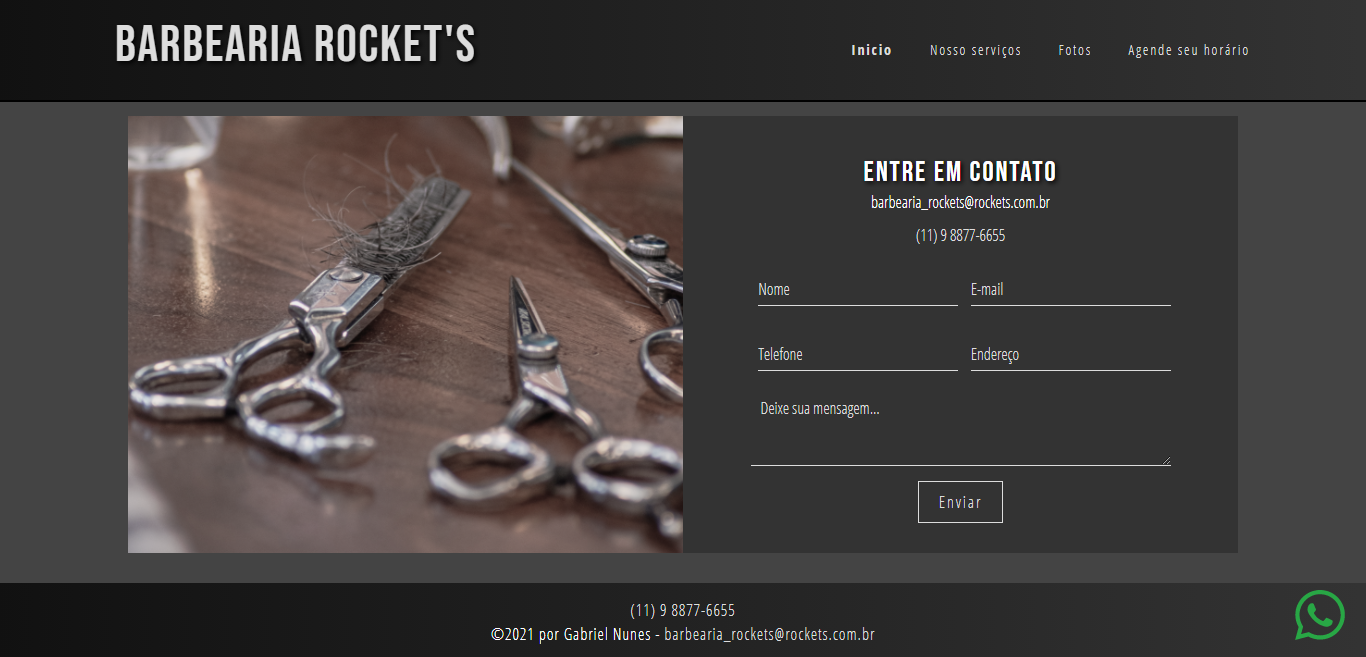 BARBEARIA ROCKET'S
Inicio Nosso serviços Fotos Agende seu horário
ENTRE EM CONTATO
barbearia_rockets@rockets.com.br
(11) 9 8877-6655
Nome E-mail
Telefone Endereço
Deixe sua mensagem...
Enviar
(11) 9 8877-6655
©2021 por Gabriel Nunes - barbearia_rockets@rockets.com.br